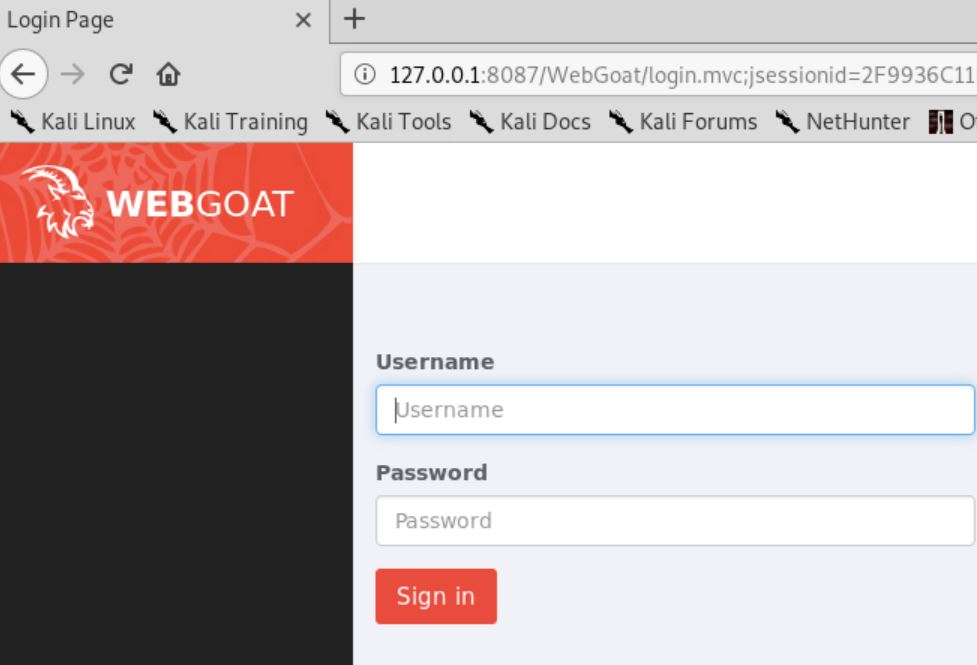 Login Page
127.0.0.1:8087/WebGoat/login.mvc;jsessionid=2F9936C11
Kali Linux Kali Training Kali Tools Kali Docs Kali Forums NetHunter
WEBGOAT
Username
Username
Password
Password
Sign in